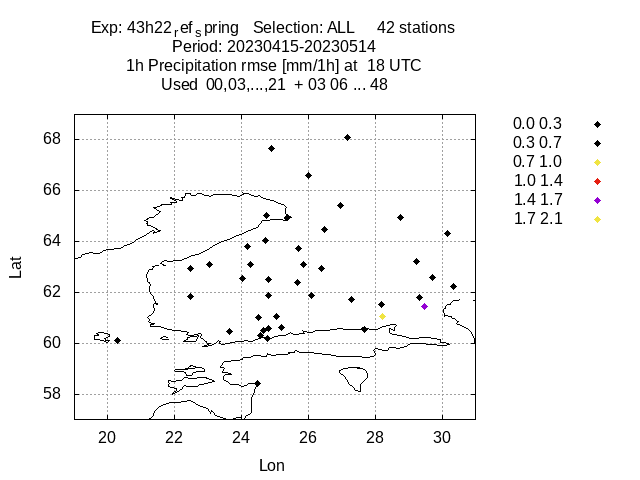 Exp: 43h22ref spring   Selection: ALL     42 stations
Period: 20230415-20230514
1h Precipitation rmse [mm/1h] at  18 UTC
Used  00,03,...,21  + 03 06 ... 48
0.0 0.3
0.3 0.7
0.7 1.0
1.0 1.4
1.4 1.7
1.7 2.1
68
66
64
62
60
58
Lat
20 22 24 26 28 30
Lon